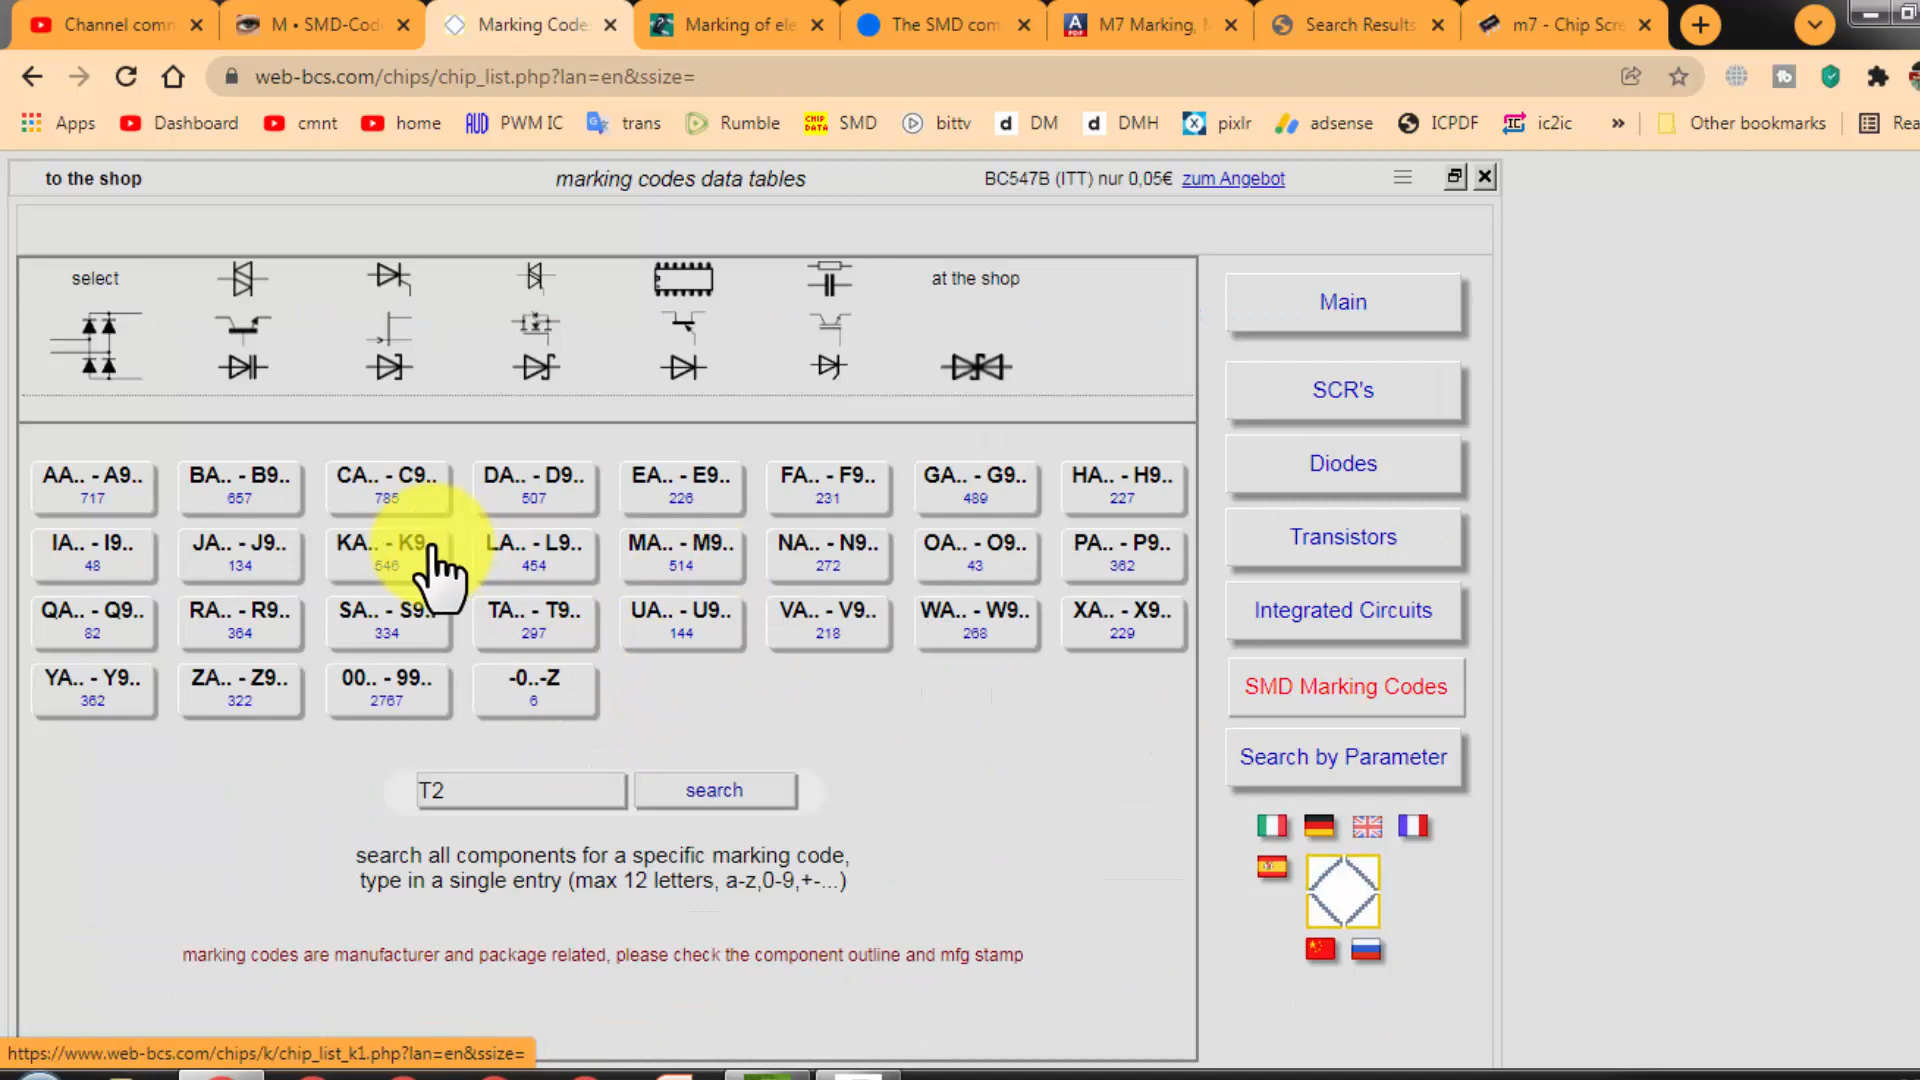 Channel comm
M • SMD-Cod
Marking Code
Marking of ele
The SMD com
M7 Marking,
Search Results
m7 - Chip Scre
web-bcs.com/chips/chip_list.php?lan=en&ssize=
Apps
Dashboard
cmnt
home
AUD PWM IC
trans
Rumble
CHIP DATA SMD
bittv
d DM
d DMH
pixlr
adsense
ICPDF
IC ic2ic
»
Other bookmarks
Rea
to the shop
marking codes data tables
BC547B (ITT) nur 0,05€ zum Angebot
select
at the shop
AA.. - A9.. BA.. - B9.. CA.. - C9.. DA.. - D9.. EA.. - E9.. FA.. - F9.. GA.. - G9.. HA.. - H9..
717 657 785 507 226 231 489 227
IA.. - I9.. JA.. - J9.. KA.. - K9.. LA.. - L9.. MA.. - M9.. NA.. - N9.. OA.. - O9.. PA.. - P9..
48 134 546 454 514 272 43 362
QA.. - Q9.. RA.. - R9.. SA.. - S9.. TA.. - T9.. UA.. - U9.. VA.. - V9.. WA.. - W9.. XA.. - X9..
82 364 334 297 144 218 268 229
YA.. - Y9.. ZA.. - Z9.. 00.. - 99.. -0..-Z
362 322 2767 6
T2
search
search all components for a specific marking code,
type in a single entry (max 12 letters, a-z,0-9,+-...)
marking codes are manufacturer and package related, please check the component outline and mfg stamp
Main
SCR's
Diodes
Transistors
Integrated Circuits
SMD Marking Codes
Search by Parameter
https://www.web-bcs.com/chips/k/chip_list_k1.php?lan=en&ssize=